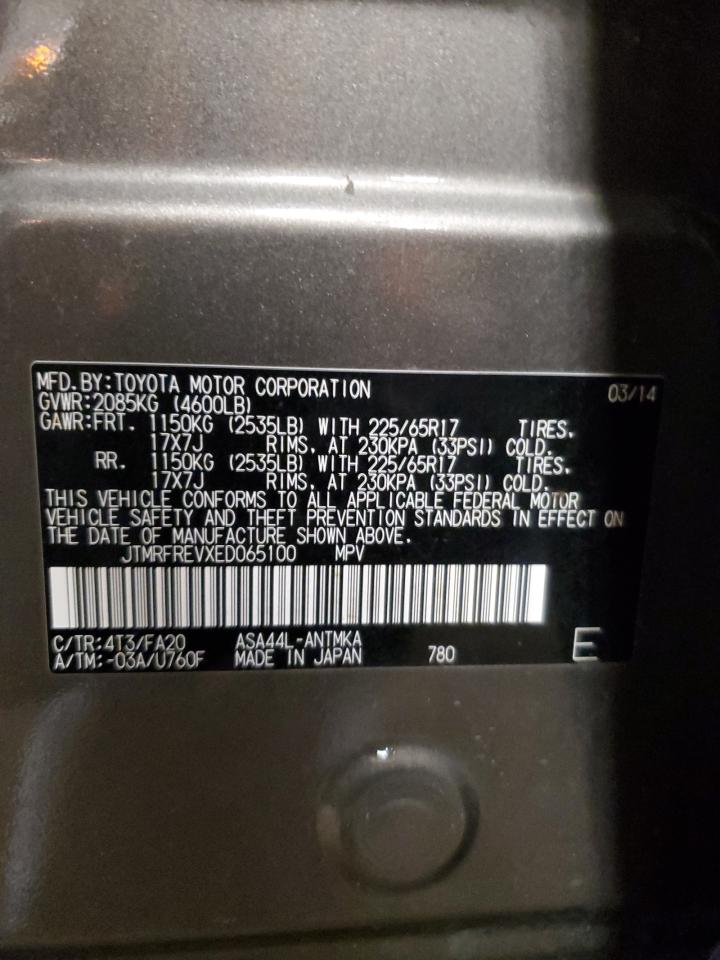 MFD.BY:TOYOTA MOTOR CORPORATION 03/14
GVWR:2085KG (4600LB)
GAWR:FRT. 1150KG (2535LB) WITH 225/65R17 TIRES.
17X7J RIMS, AT 230KPA (33PSI) COLD.
RR. 1150KG (2535LB) WITH 225/65R17 TIRES.
17X7J RIMS, AT 230KPA (33PSI) COLD.
THIS VEHICLE CONFORMS TO ALL APPLICABLE FEDERAL MOTOR
VEHICLE SAFETY AND THEFT PREVENTION STANDARDS IN EFFECT ON
THE DATE OF MANUFACTURE SHOWN ABOVE.
JTMRFREVXED065100 MPV
C/TR:4T3/FA20 ASA44L-ANTMKA
A/TM:-03A/U760F MADE IN JAPAN 780 E